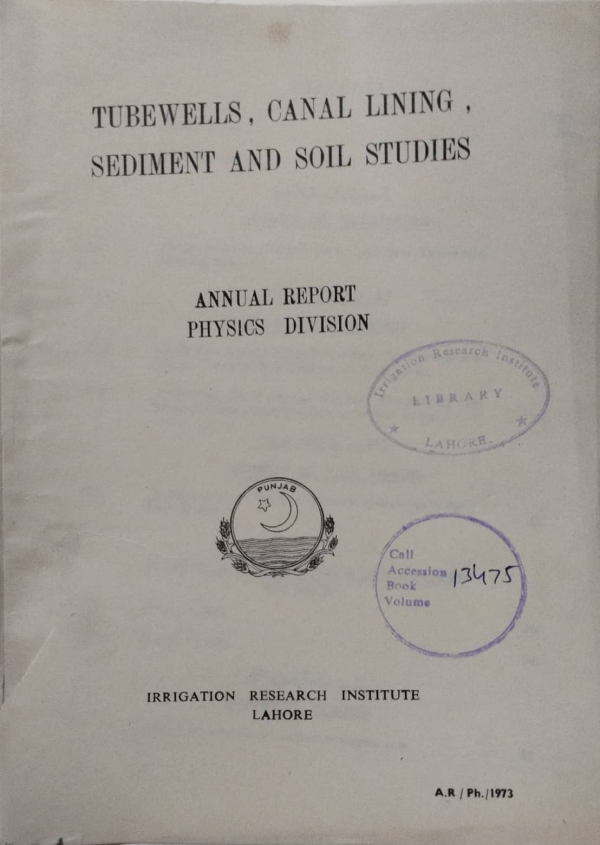 TUBEWELLS, CANAL LINING,
SEDIMENT AND SOIL STUDIES
ANNUAL REPORT
PHYSICS DIVISION
Irrigation Research Institute
LIBRARY
LAHORE.
PUNJAB
Call
Accession 13475
Book
Volume
IRRIGATION RESEARCH INSTITUTE
LAHORE
A.R / Ph./1973